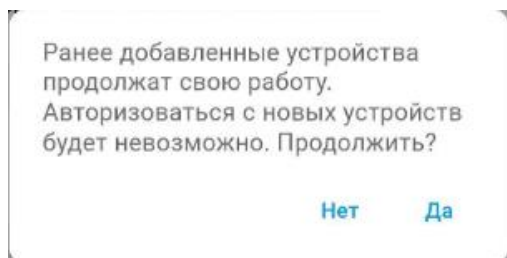 Ранее добавленные устройства
продолжат свою работу.
Авторизоваться с новых устройств
будет невозможно. Продолжить?
Нет Да